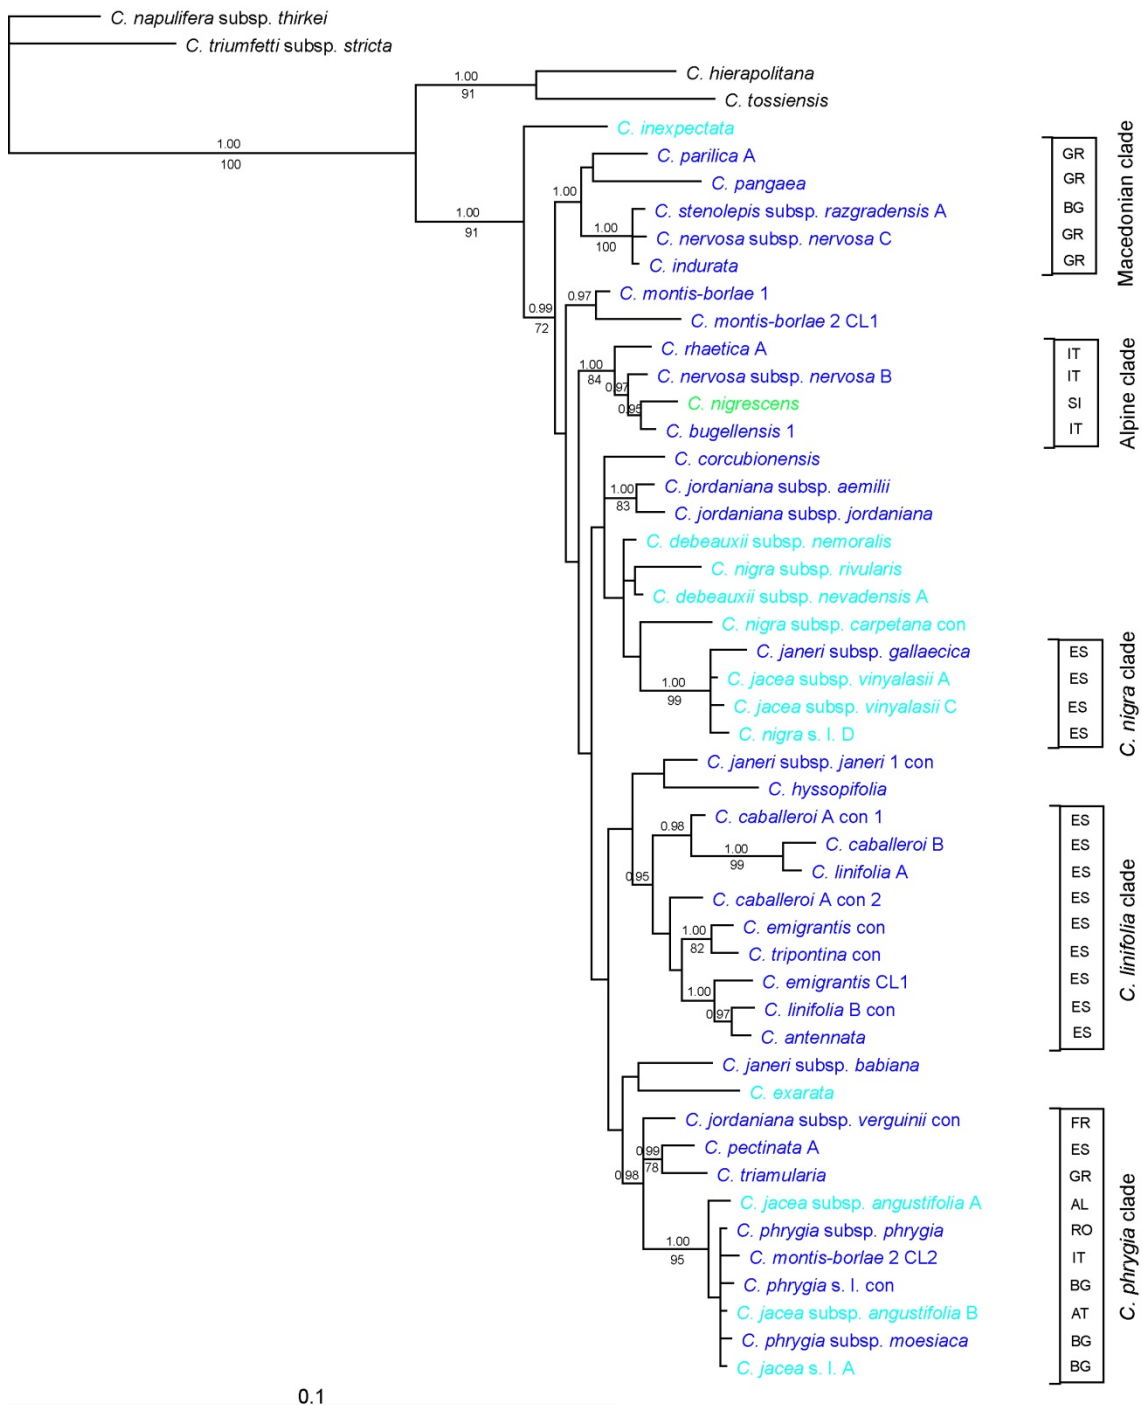 C. napulifera subsp. thirkei
C. triumfetti subsp. stricta
1.00
91
C. hierapolitana
C. tossiensis
1.00
100
C. inexpectata
1.00
91
C. parilica A
C. pangaea
1.00
C. stenolepis subsp. razgradensis A
1.00
100
C. nervosa subsp. nervosa C
C. indurata
GR
GR
BG
GR
GR
Macedonian clade
0.99
72
0.97
C. montis-borlae 1
C. montis-borlae 2 CL1
C. rhaetica A
1.00
84
C. nervosa subsp. nervosa B
0.97
C. nigrescens
0.95
C. bugellensis 1
IT
IT
SI
IT
Alpine clade
C. corcubionensis
C. jordaniana subsp. aemilii
1.00
83
C. jordaniana subsp. jordaniana
C. debeauxii subsp. nemoralis
C. nigra subsp. rivularis
C. debeauxii subsp. nevadensis A
C. nigra subsp. carpetana con
C. janeri subsp. gallaecica
C. jacea subsp. vinyalasii A
1.00
99
C. jacea subsp. vinyalasii C
C. nigra s. l. D
ES
ES
ES
ES
C. nigra clade
C. janeri subsp. janeri 1 con
C. hyssopifolia
C. caballeroi A con 1
0.98
C. caballeroi B
1.00
99
C. linifolia A
0.95
C. caballeroi A con 2
C. emigrantis con
1.00
82
C. tripontina con
C. emigrantis CL1
1.00
C. linifolia B con
0.97
C. antennata
ES
ES
ES
ES
ES
ES
ES
ES
ES
C. linifolia clade
C. janeri subsp. babiana
C. exarata
C. jordaniana subsp. verguinii con
C. pectinata A
0.99
78
C. triamularia
0.98
C. jacea subsp. angustifolia A
C. phrygia subsp. phrygia
1.00
95
C. montis-borlae 2 CL2
C. phrygia s. l. con
C. jacea subsp. angustifolia B
C. phrygia subsp. moesiaca
C. jacea s. l. A
FR
ES
GR
AL
RO
IT
BG
AT
BG
BG
C. phrygia clade
0.1